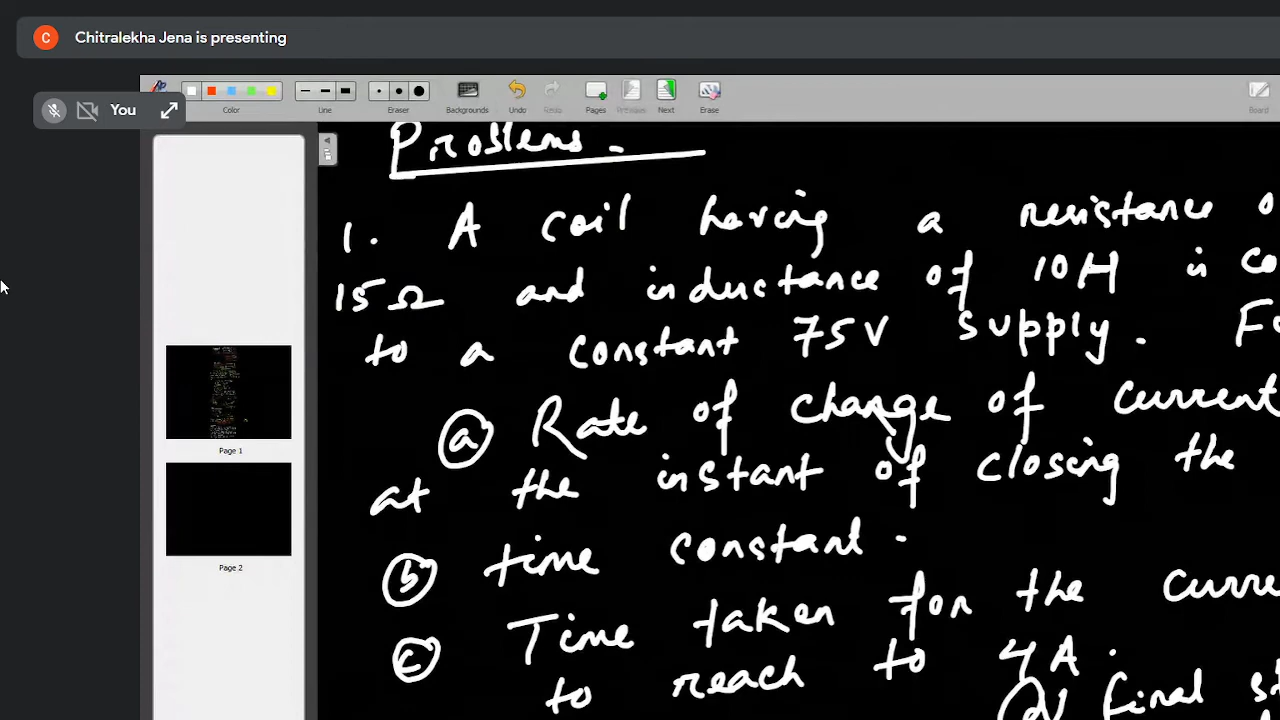 Chitralekha Jena is presenting
You
Color
Line
Eraser
Backgrounds
Undo
Redo
Pages
Previous
Next
Erase
Board
Page 1
Page 2
Problems -
1. A coil having a resistance o
15Ω and inductance of 10H is co
to a constant 75V supply. F
(a) Rate of change of current
at the instant of closing the
(b) time constant.
(c) Time taken for the curre
to reach to 4A.
(d) final s